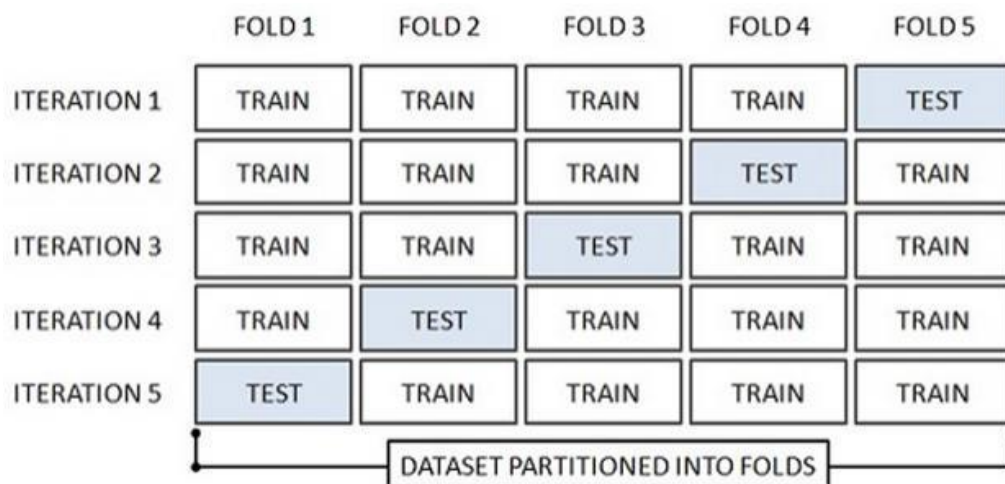 FOLD 1 FOLD 2 FOLD 3 FOLD 4 FOLD 5
ITERATION 1 TRAIN TRAIN TRAIN TRAIN TEST
ITERATION 2 TRAIN TRAIN TRAIN TEST TRAIN
ITERATION 3 TRAIN TRAIN TEST TRAIN TRAIN
ITERATION 4 TRAIN TEST TRAIN TRAIN TRAIN
ITERATION 5 TEST TRAIN TRAIN TRAIN TRAIN
DATASET PARTITIONED INTO FOLDS